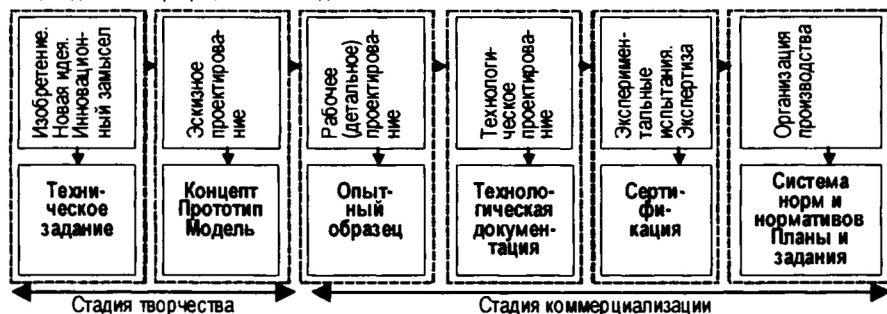 Изобретение.
Новая идея.
Инновацион-
ный замысел
Эскизное
проектирова-
ние
Рабочее
(детальное)
проектирова-
ние
Технологи-
ческое
проектирова-
ние
Эксперимен-
тальные
испытания.
Экспертиза
Организация
производства
Техни-
ческое
задание
Концепт
Прототип
Модель
Опыт-
ный
образец
Техноло-
гическая
докумен-
тация
Серти-
фи-
кация
Система
норм и
нормативов
Планы и
задания
Стадия творчества
Стадия коммерциализации